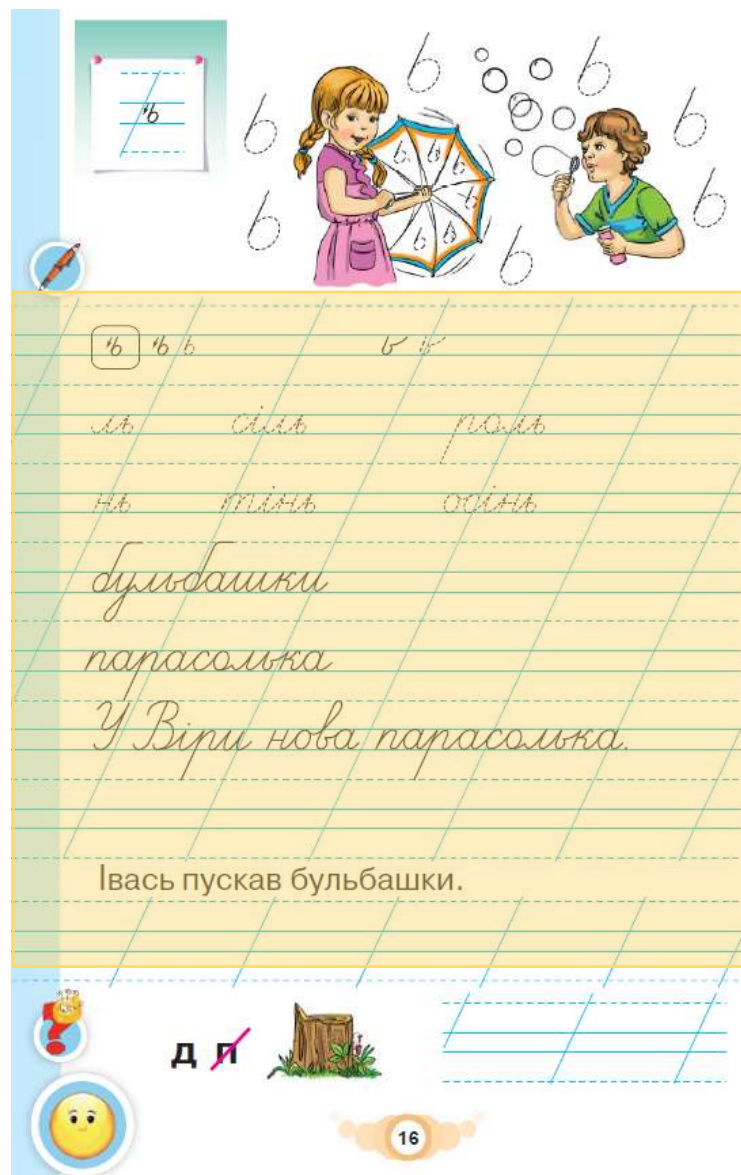 ь
ь ь ь ь ь ь
ь ь ь ь ь
ь ь ь ь ь
ль сіль роль
нь тінь осінь
бульбашки
парасолька
У Віри нова парасолька.
Івась пускав бульбашки.
? д п
16